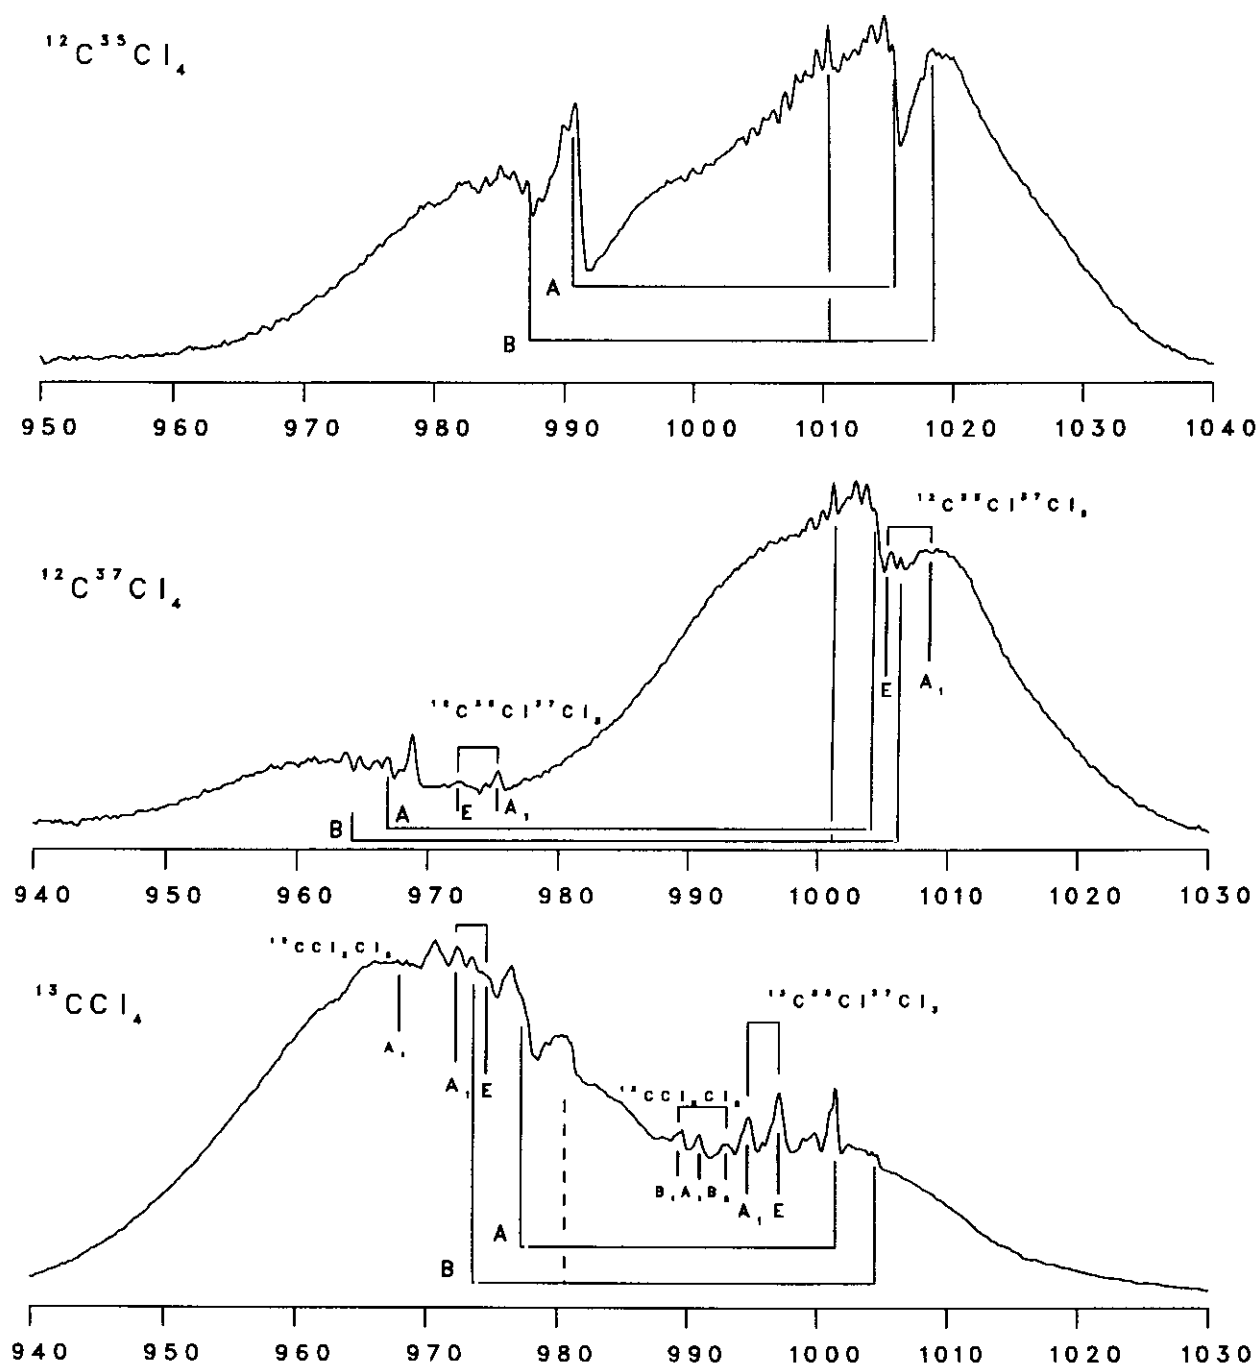 ¹²C³⁵Cl₄
A
B
950 960 970 980 990 1000 1010 1020 1030 1040
¹²C³⁵Cl³⁷Cl₃
¹²C³⁷Cl₄
E A₁
¹²C³⁵Cl³⁷Cl₃
A E A₁
B
940 950 960 970 980 990 1000 1010 1020 1030
¹³CCl₄
¹³C³⁵Cl³⁷Cl₃
A₁ A₁ E
B₁ A₁ B₂ A₁ E
A
B
940 950 960 970 980 990 1000 1010 1020 1030